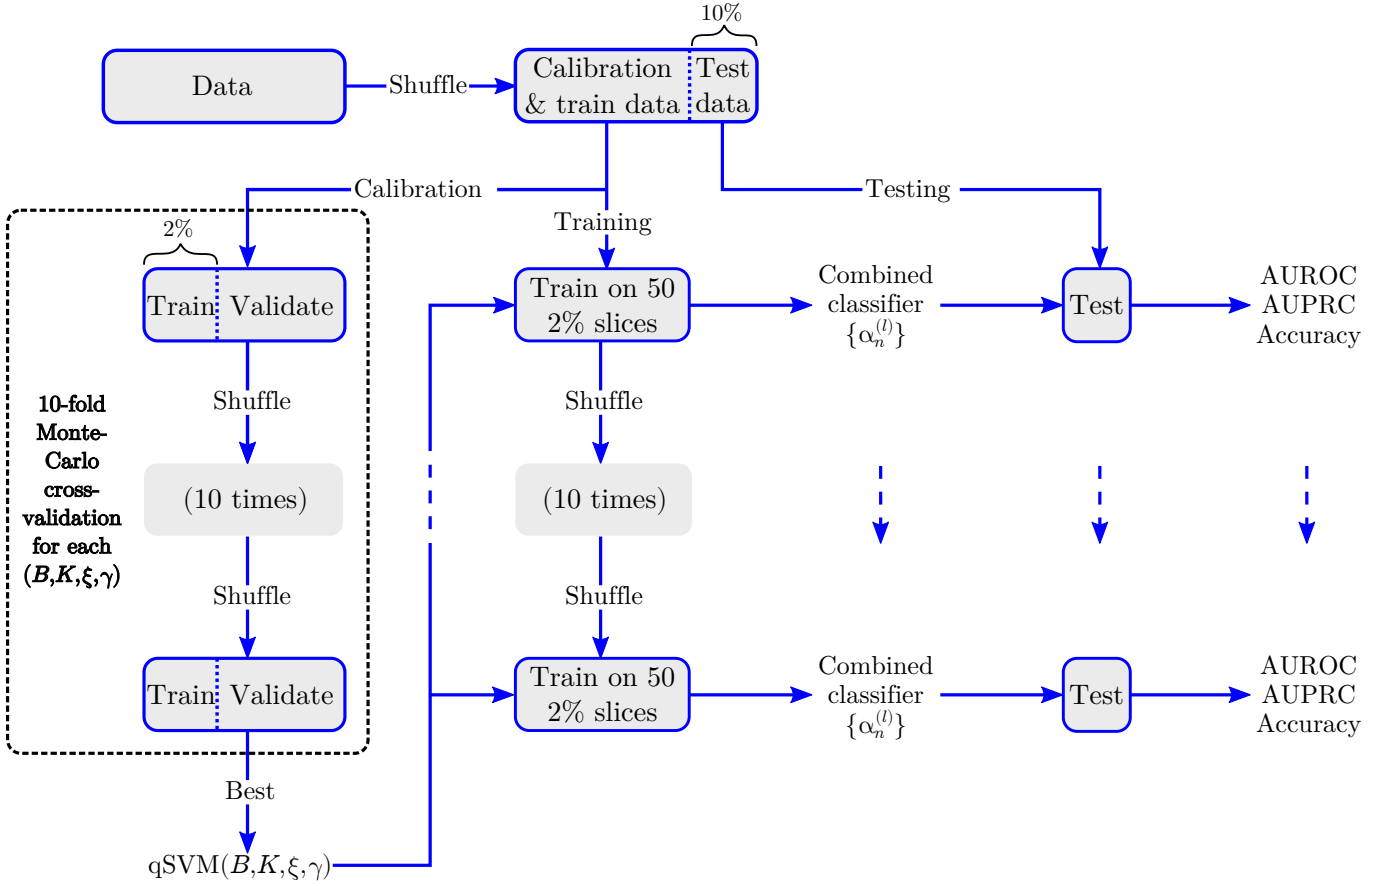 10%
Data
Shuffle
Calibration
& train data
Test
data
Calibration
Training
Testing
2%
Train
Validate
Train on 50
2% slices
Combined
classifier
{α_n^{(l)}}
Test
AUROC
AUPRC
Accuracy
10-fold
Monte-
Carlo
cross-
validation
for each
(B,K,ξ,γ)
Shuffle
(10 times)
Shuffle
Shuffle
(10 times)
Shuffle
Train
Validate
Train on 50
2% slices
Combined
classifier
{α_n^{(l)}}
Test
AUROC
AUPRC
Accuracy
Best
qSVM(B,K,ξ,γ)